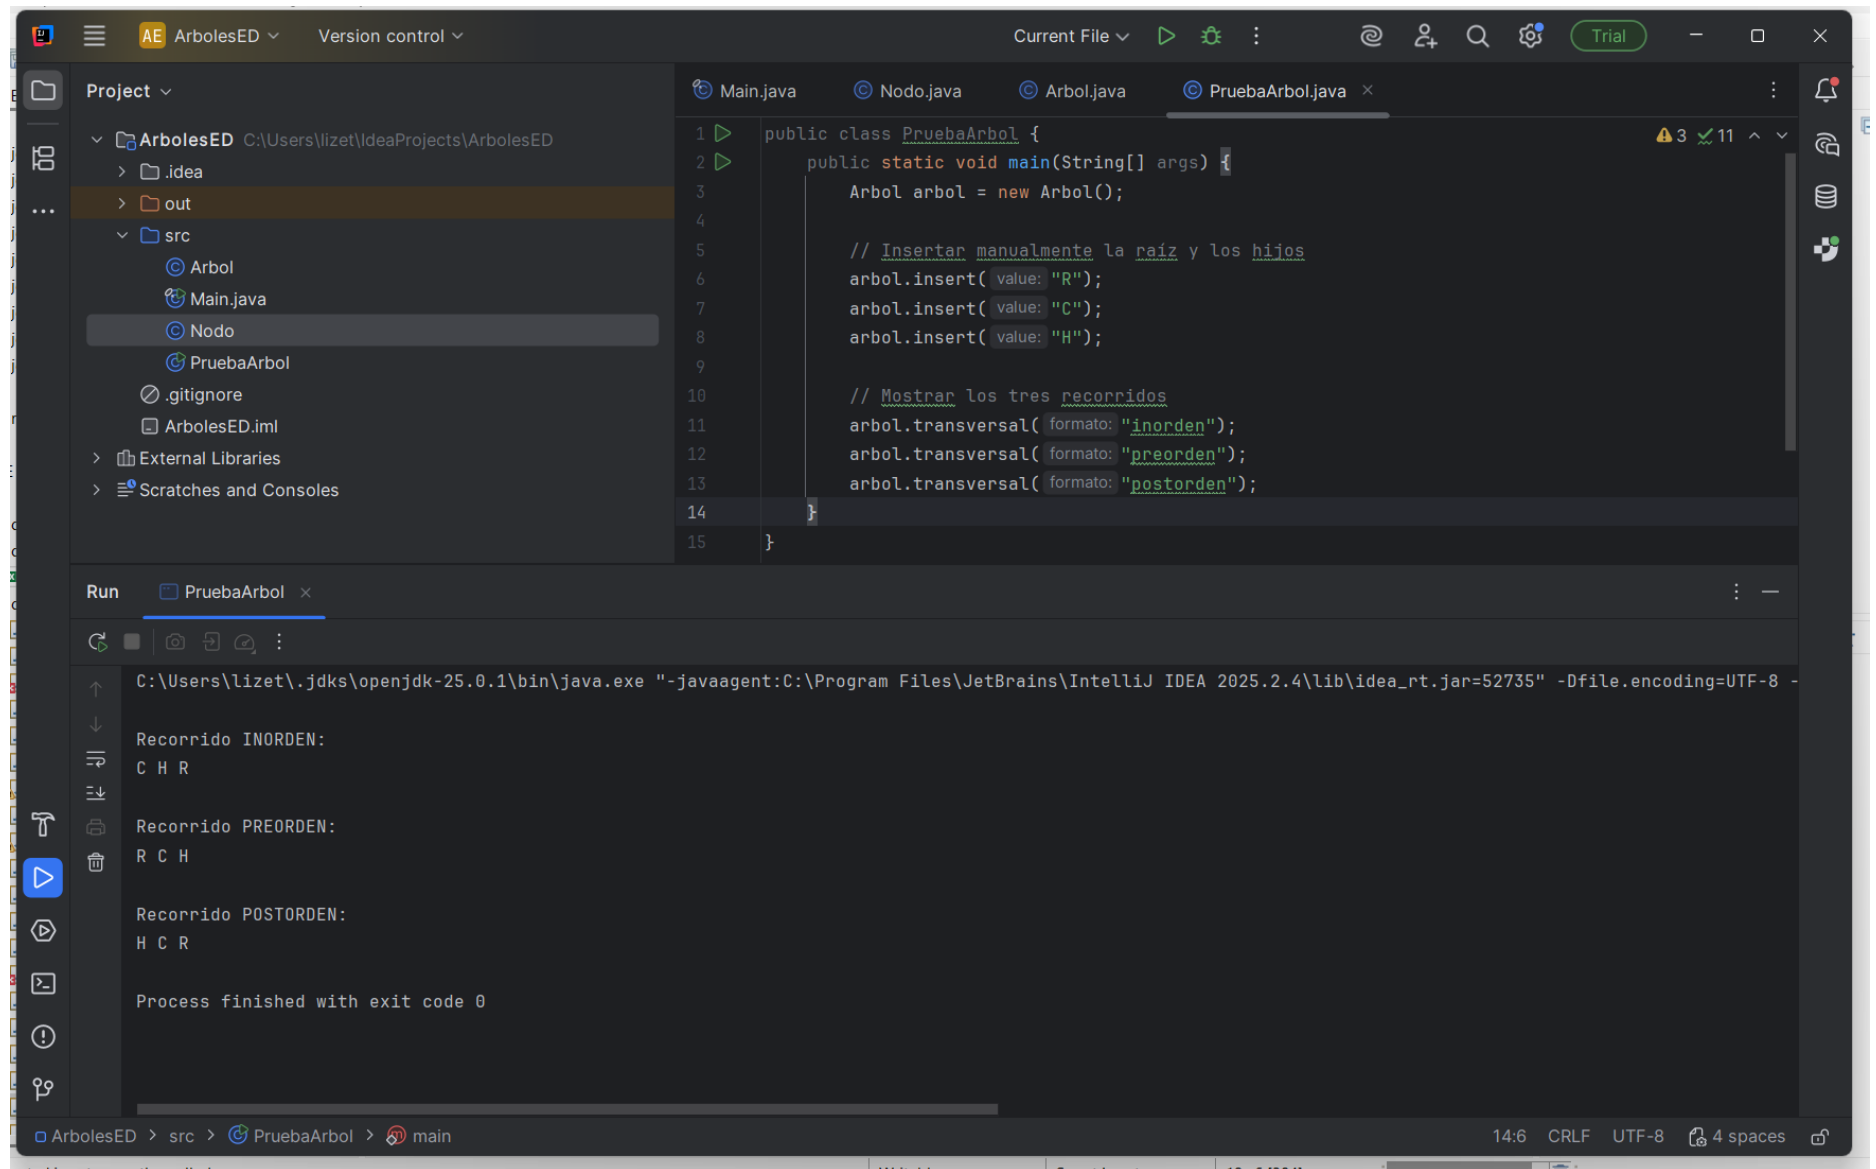 AE ArbolesED Version control Current File Trial
Project
Main.java Nodo.java Arbol.java PruebaArbol.java
ArbolesED C:\Users\lizet\IdeaProjects\ArbolesED
.idea
out
src
Arbol
Main.java
Nodo
PruebaArbol
.gitignore
ArbolesED.iml
External Libraries
Scratches and Consoles
3 11
1 public class PruebaArbol {
2 public static void main(String[] args) {
3 Arbol arbol = new Arbol();
4
5 // Insertar manualmente la raíz y los hijos
6 arbol.insert( value: "R");
7 arbol.insert( value: "C");
8 arbol.insert( value: "H");
9
10 // Mostrar los tres recorridos
11 arbol.transversal( formato: "inorden");
12 arbol.transversal( formato: "preorden");
13 arbol.transversal( formato: "postorden");
14 }
15 }
Run PruebaArbol
C:\Users\lizet\.jdks\openjdk-25.0.1\bin\java.exe "-javaagent:C:\Program Files\JetBrains\IntelliJ IDEA 2025.2.4\lib\idea_rt.jar=52735" -Dfile.encoding=UTF-8 -
Recorrido INORDEN:
C H R
Recorrido PREORDEN:
R C H
Recorrido POSTORDEN:
H C R
Process finished with exit code 0
ArbolesED > src > PruebaArbol > main 14:6 CRLF UTF-8 4 spaces